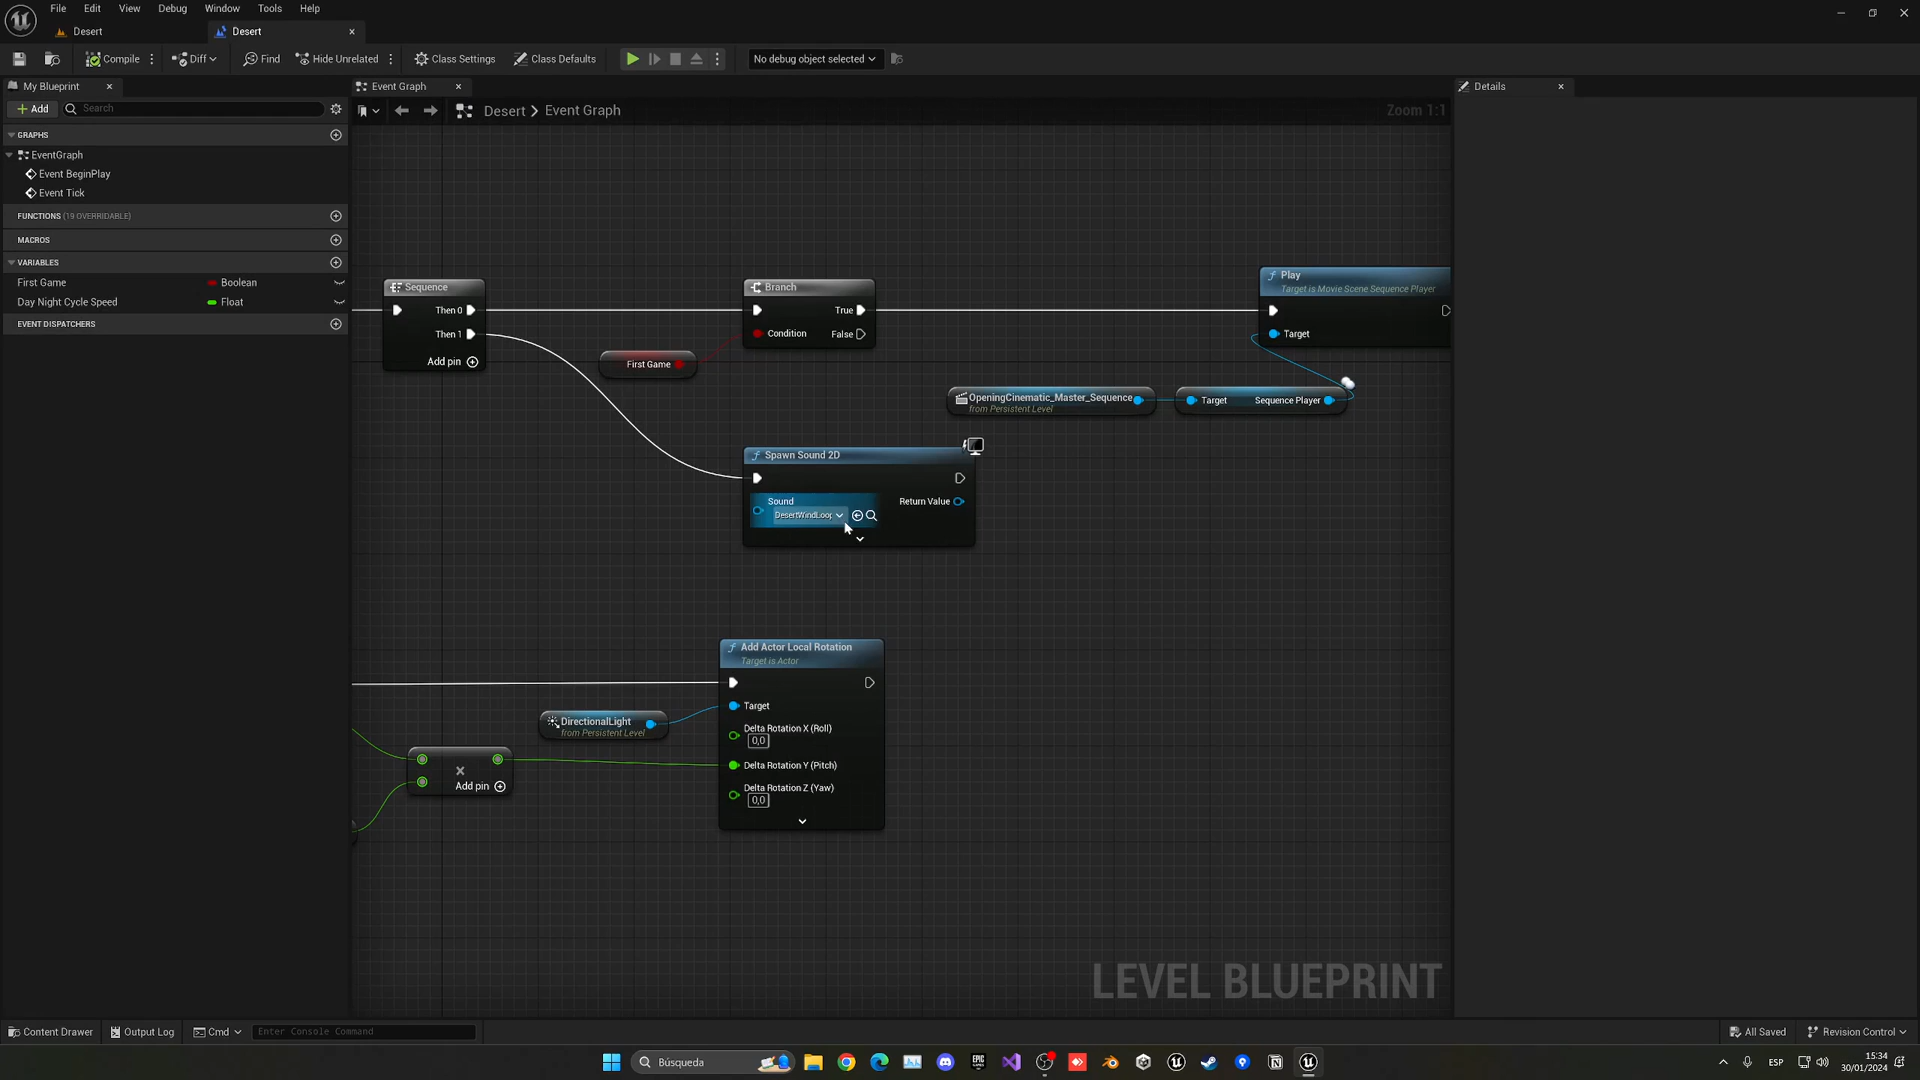 File Edit View Debug Window Tools Help
Desert Desert
Compile Diff Find Hide Unrelated Class Settings Class Defaults No debug object selected
My Blueprint Event Graph Details
Add Search
Desert > Event Graph Zoom 1:1
GRAPHS
EventGraph
Event BeginPlay
Event Tick
FUNCTIONS (19 OVERRIDABLE)
MACROS
VARIABLES
First Game Boolean
Day Night Cycle Speed Float
EVENT DISPATCHERS
Sequence
Then 0
Then 1
Add pin
Branch
True
Condition False
First Game
Play
Target is Movie Scene Sequence Player
Target
OpeningCinematic_Master_Sequence
from Persistent Level
Target Sequence Player
Spawn Sound 2D
Sound
Return Value
DesertWindLoop
Add Actor Local Rotation
Target is Actor
Target
DirectionalLight
from Persistent Level
Delta Rotation X (Roll)
0,0
Delta Rotation Y (Pitch)
Delta Rotation Z (Yaw)
0,0
Add pin
LEVEL BLUEPRINT
Content Drawer Output Log Cmd Enter Console Command All Saved Revision Control
Búsqueda
ESP
15:34
30/01/2024